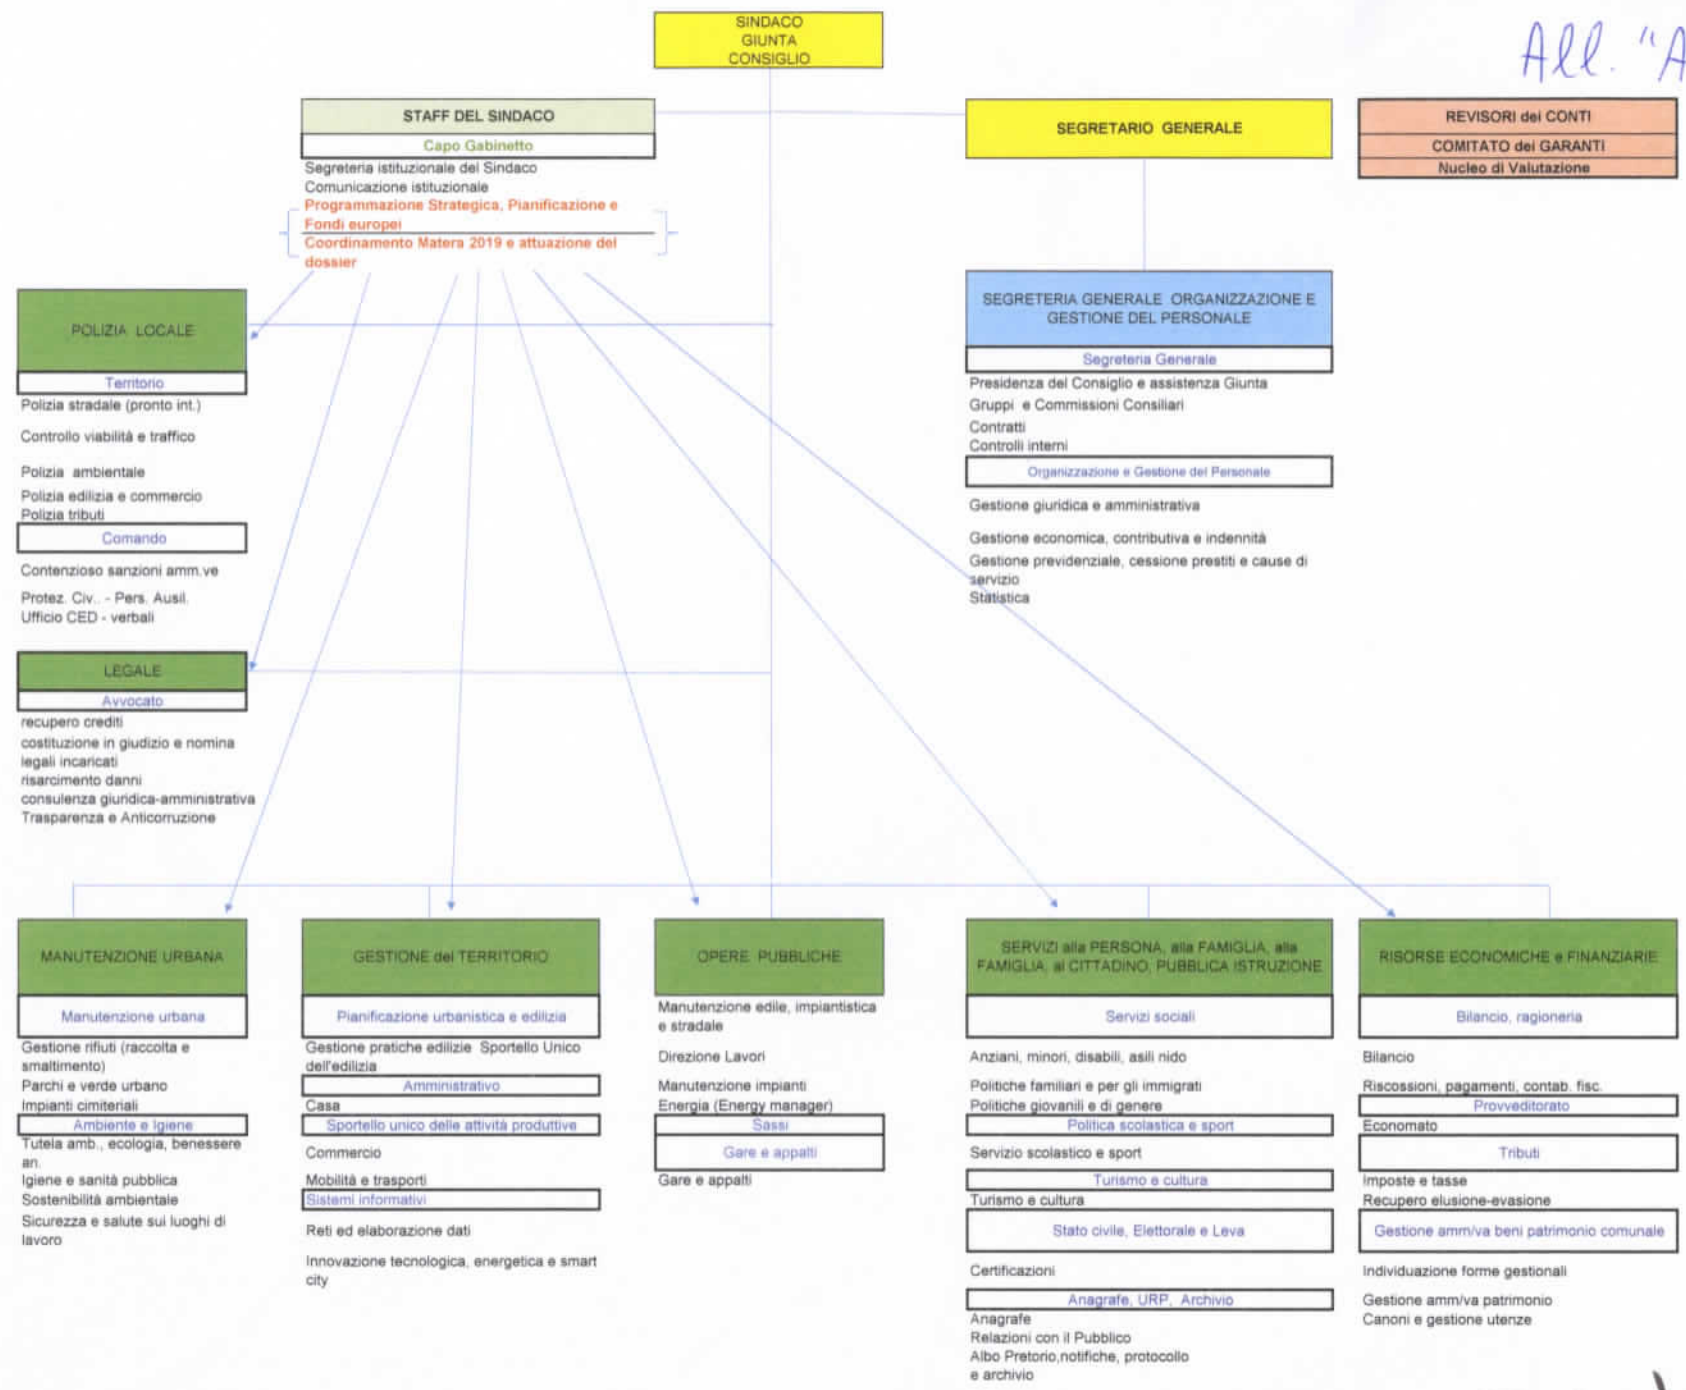 SINDACO
GIUNTA
CONSIGLIO
All. "A
STAFF DEL SINDACO
Capo Gabinetto
Segreteria istituzionale del Sindaco
Comunicazione istituzionale
Programmazione Strategica, Pianificazione e
Fondi europei
Coordinamento Matera 2019 e attuazione del
dossier
SEGRETARIO GENERALE
REVISORI dei CONTI
COMITATO dei GARANTI
Nucleo di Valutazione
SEGRETERIA GENERALE ORGANIZZAZIONE E
GESTIONE DEL PERSONALE
Segreteria Generale
Presidenza del Consiglio e assistenza Giunta
Gruppi e Commissioni Consiliari
Contratti
Controlli interni
Organizzazione e Gestione del Personale
Gestione giuridica e amministrativa
Gestione economica, contributiva e indennità
Gestione previdenziale, cessione prestiti e cause di
servizio
Statistica
POLIZIA LOCALE
Territorio
Polizia stradale (pronto int.)
Controllo viabilità e traffico
Polizia ambientale
Polizia edilizia e commercio
Polizia tributi
Comando
Contenzioso sanzioni amm.ve
Protez. Civ.. - Pers. Ausil.
Ufficio CED - verbali
LEGALE
Avvocato
recupero crediti
costituzione in giudizio e nomina
legali incaricati
risarcimento danni
consulenza giuridica-amministrativa
Trasparenza e Anticorruzione
MANUTENZIONE URBANA
Manutenzione urbana
Gestione rifiuti (raccolta e
smaltimento)
Parchi e verde urbano
Impianti cimiteriali
Ambiente e Igiene
Tutela amb., ecologia, benessere
an.
Igiene e sanità pubblica
Sostenibilità ambientale
Sicurezza e salute sui luoghi di
lavoro
GESTIONE del TERRITORIO
Pianificazione urbanistica e edilizia
Gestione pratiche edilizie Sportello Unico
dell'edilizia
Amministrativo
Casa
Sportello unico delle attività produttive
Commercio
Mobilità e trasporti
Sistemi informativi
Reti ed elaborazione dati
Innovazione tecnologica, energetica e smart
city
OPERE PUBBLICHE
Manutenzione edile, impiantistica
e stradale
Direzione Lavori
Manutenzione impianti
Energia (Energy manager)
Sassi
Gare e appalti
Gare e appalti
SERVIZI alla PERSONA, alla FAMIGLIA, alla
FAMIGLIA, al CITTADINO, PUBBLICA ISTRUZIONE
Servizi sociali
Anziani, minori, disabili, asili nido
Politiche familiari e per gli immigrati
Politiche giovanili e di genere
Politica scolastica e sport
Servizio scolastico e sport
Turismo e cultura
Turismo e cultura
Stato civile, Elettorale e Leva
Certificazioni
Anagrafe, URP, Archivio
Anagrafe
Relazioni con il Pubblico
Albo Pretorio,notifiche, protocollo
e archivio
RISORSE ECONOMICHE e FINANZIARIE
Bilancio, ragioneria
Bilancio
Riscossioni, pagamenti, contab. fisc.
Provveditorato
Economato
Tributi
Imposte e tasse
Recupero elusione-evasione
Gestione amm/va beni patrimonio comunale
Individuazione forme gestionali
Gestione amm/va patrimonio
Canoni e gestione utenze